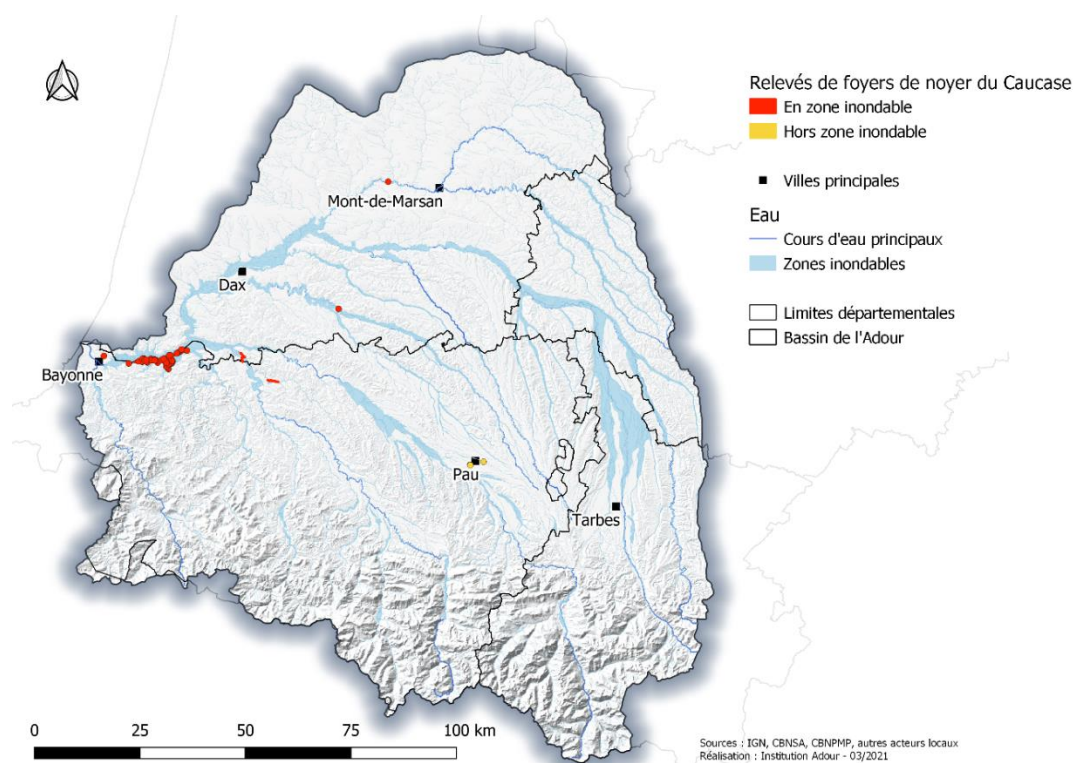 Relevés de foyers de noyer du Caucase
En zone inondable
Hors zone inondable
Villes principales
Eau
Cours d'eau principaux
Zones inondables
Limites départementales
Bassin de l'Adour
Mont-de-Marsan
Dax
Bayonne
Pau
Tarbes
0 25 50 75 100 km
Sources : IGN, CBNSA, CBNPMP, autres acteurs locaux
Réalisation : Institution Adour - 03/2021